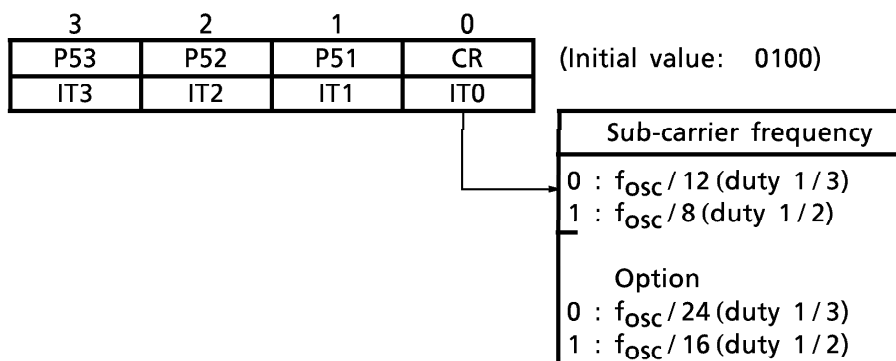 3 2 1 0
P53 P52 P51 CR (Initial value: 0100)
IT3 IT2 IT1 IT0
Sub-carrier frequency
0 : fosc / 12 (duty 1/3)
1 : fosc / 8 (duty 1/2)
Option
0 : fosc / 24 (duty 1/3)
1 : fosc / 16 (duty 1/2)